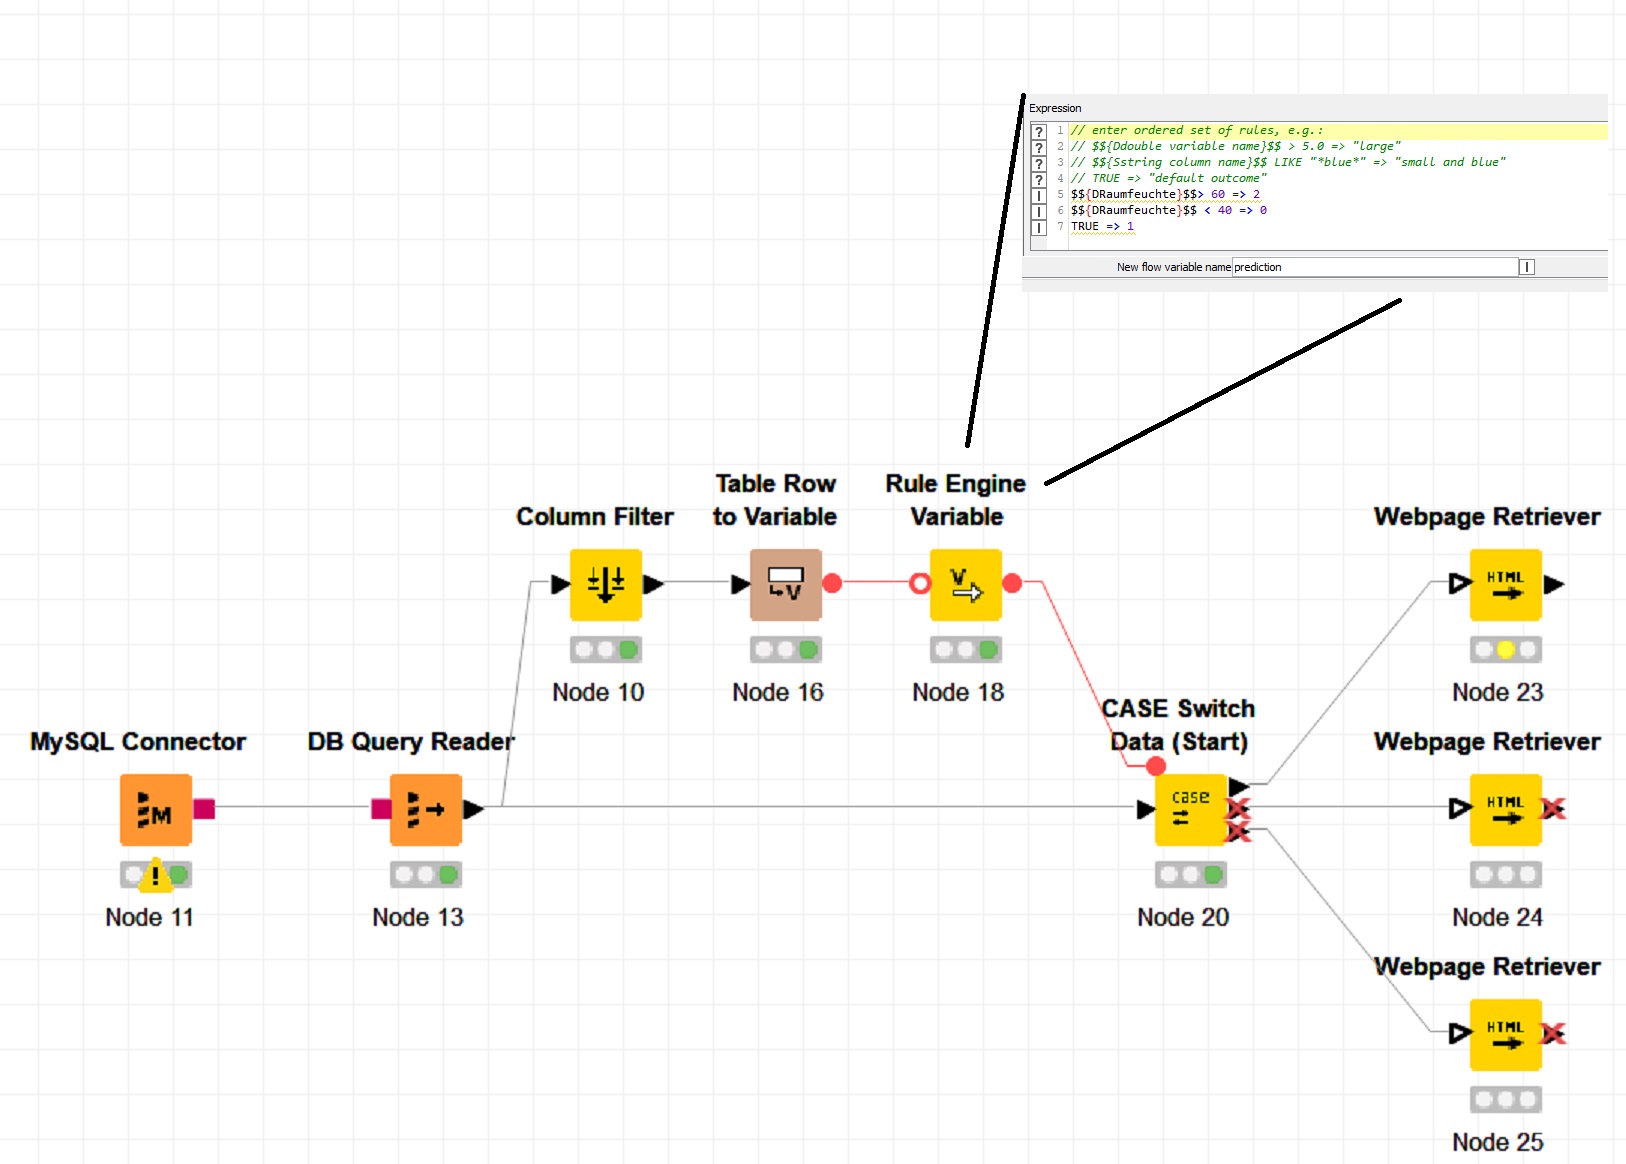 Expression
1 // enter ordered set of rules, e.g.:
2 // $${Ddouble variable name}$$ > 5.0 => "large"
3 // $${Sstring column name}$$ LIKE "*blue*" => "small and blue"
4 // TRUE => "default outcome"
5 $${DRaumfeuchte}$$> 60 => 2
6 $${DRaumfeuchte}$$ < 40 => 0
7 TRUE => 1
New flow variable name prediction
Column Filter
Node 10
Table Row
to Variable
Node 16
Rule Engine
Variable
V
Node 18
Webpage Retriever
HTML
Node 23
MySQL Connector
M
Node 11
DB Query Reader
Node 13
CASE Switch
Data (Start)
case
Node 20
Webpage Retriever
HTML
Node 24
Webpage Retriever
HTML
Node 25